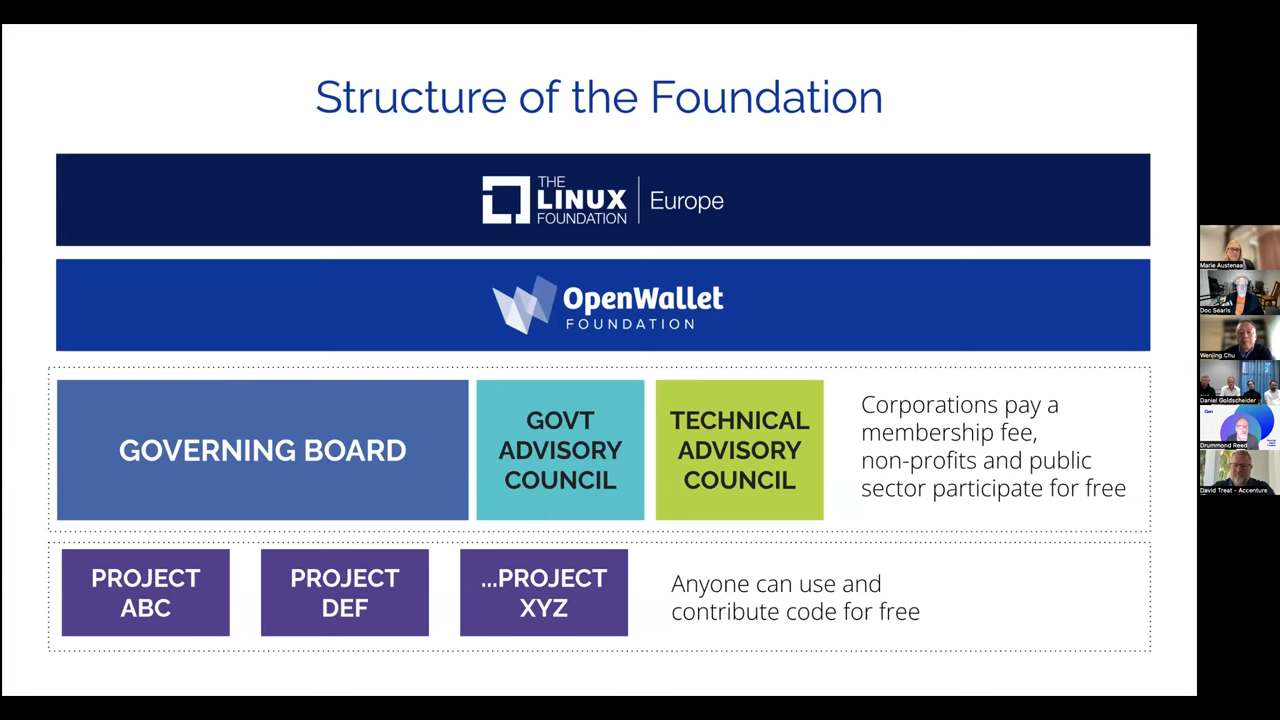 Structure of the Foundation
THE
LINUX
FOUNDATION
Europe
OpenWallet
FOUNDATION
GOVERNING BOARD
GOVT
ADVISORY
COUNCIL
TECHNICAL
ADVISORY
COUNCIL
Corporations pay a
membership fee,
non-profits and public
sector participate for free
PROJECT
ABC
PROJECT
DEF
...PROJECT
XYZ
Anyone can use and
contribute code for free
Marie Austenaa
Doc Searls
Wenjing Chu
Daniel Goldscheider
Gen
Drummond Reed
David Treat - Accenture